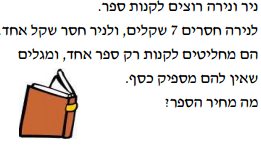 ניר ונירה רוצים לקנות ספר.
לנירה חסרים 7 שקלים, ולניר חסר שקל אחד.
הם מחליטים לקנות רק ספר אחד, ומגלים
שאין להם מספיק כסף.
מה מחיר הספר?